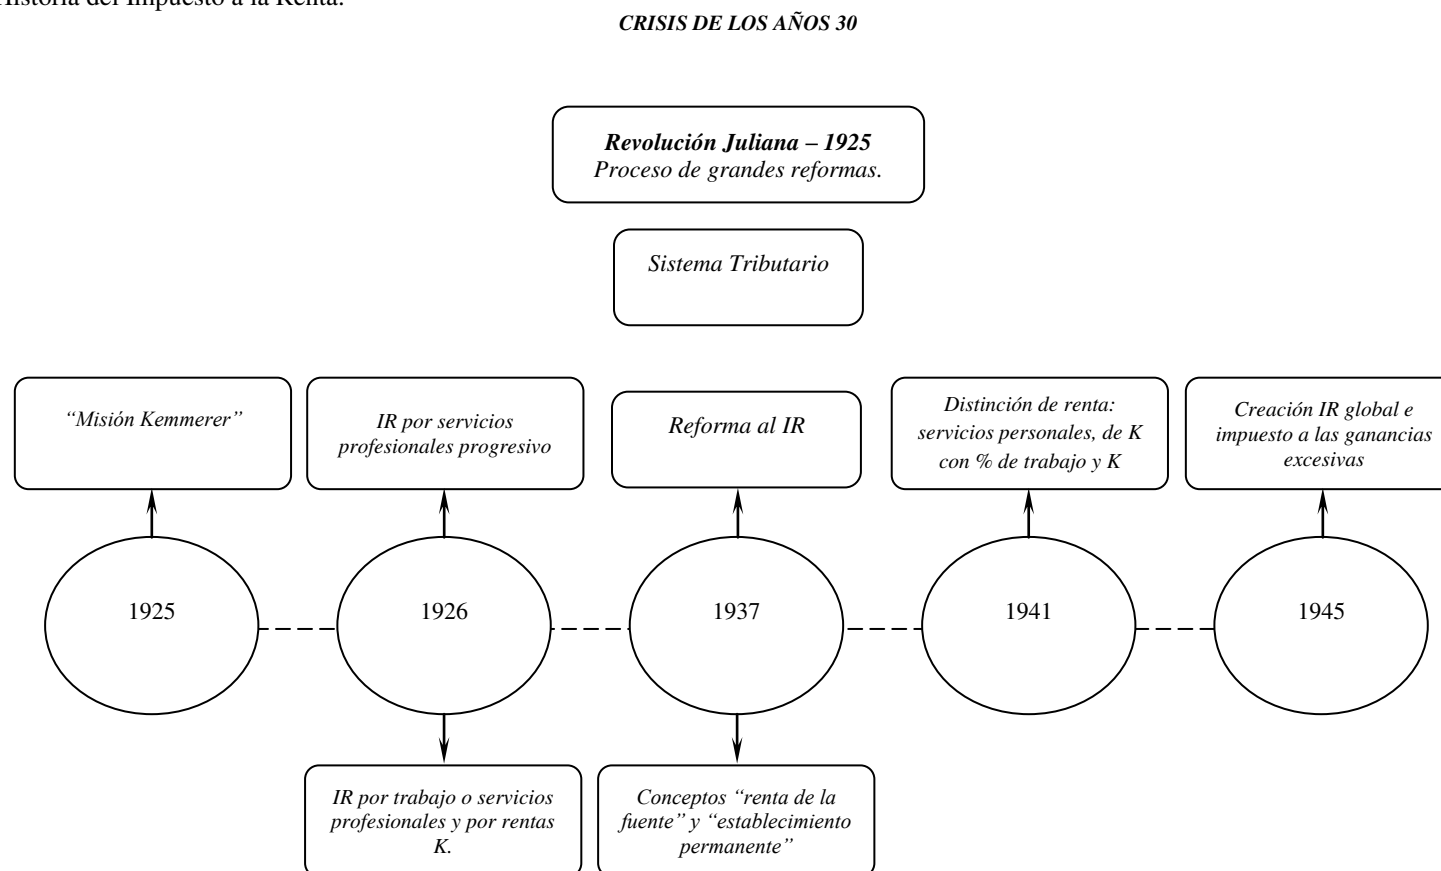 Historia del Impuesto a la Renta.
CRISIS DE LOS AÑOS 30
Revolución Juliana – 1925
Proceso de grandes reformas.
Sistema Tributario
“Misión Kemmerer”
IR por servicios
profesionales progresivo
Reforma al IR
Distinción de renta:
servicios personales, de K
con % de trabajo y K
Creación IR global e
impuesto a las ganancias
excesivas
1925
1926
1937
1941
1945
IR por trabajo o servicios
profesionales y por rentas
K.
Conceptos “renta de la
fuente” y “establecimiento
permanente”